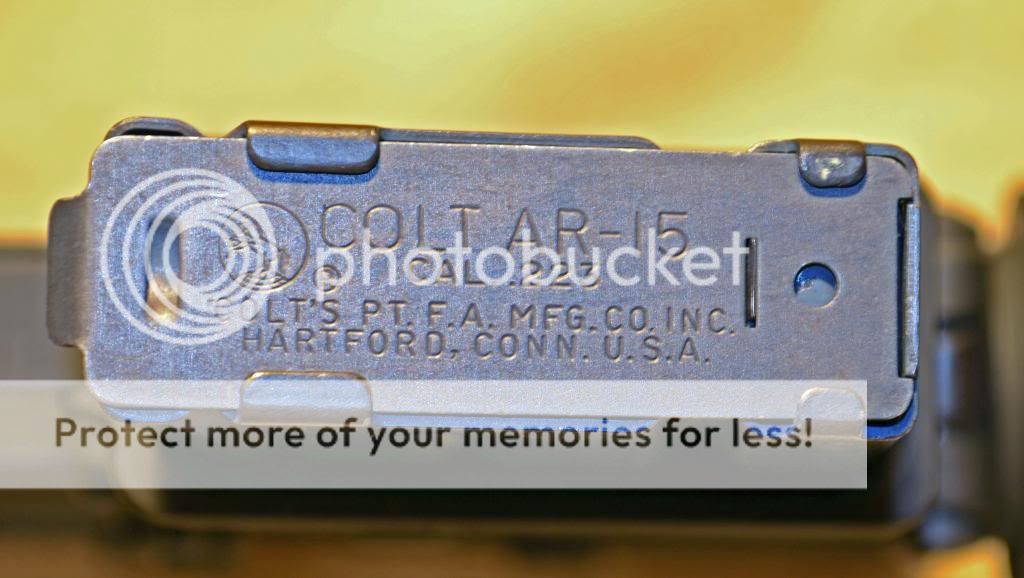 COLT AR-15
CAL .223
COLT'S PT. F. A. MFG. CO. INC.
HARTFORD, CONN. U.S.A.
photobucket
Protect more of your memories for less!